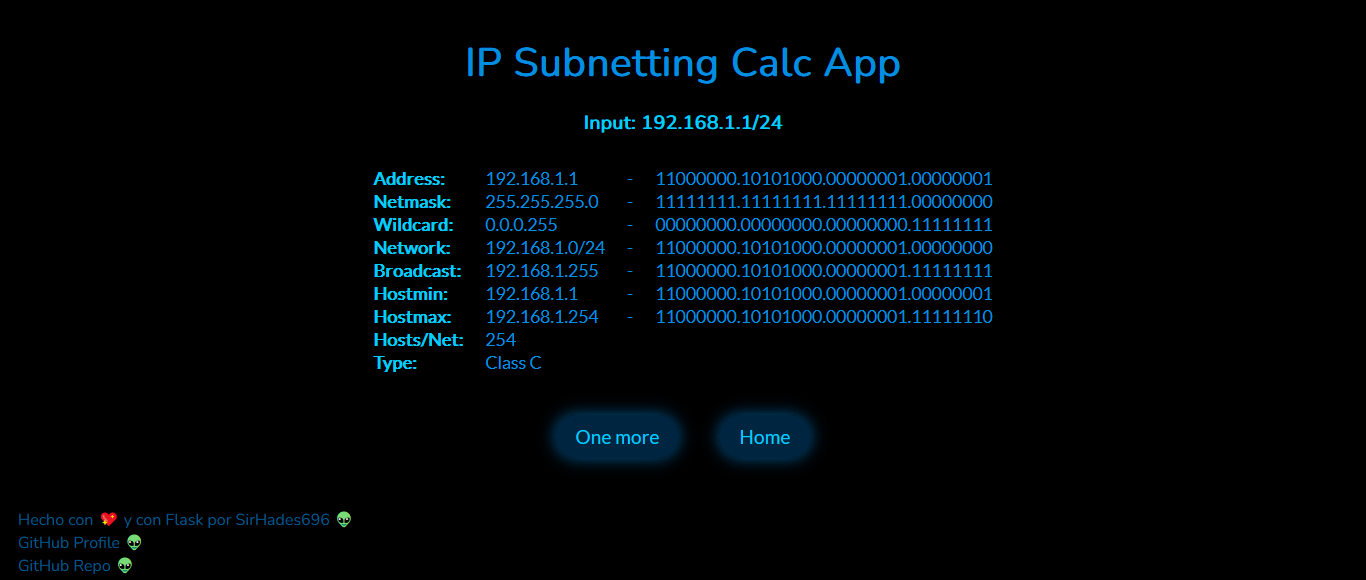 IP Subnetting Calc App
Input: 192.168.1.1/24
Address: 192.168.1.1 - 11000000.10101000.00000001.00000001
Netmask: 255.255.255.0 - 11111111.11111111.11111111.00000000
Wildcard: 0.0.0.255 - 00000000.00000000.00000000.11111111
Network: 192.168.1.0/24 - 11000000.10101000.00000001.00000000
Broadcast: 192.168.1.255 - 11000000.10101000.00000001.11111111
Hostmin: 192.168.1.1 - 11000000.10101000.00000001.00000001
Hostmax: 192.168.1.254 - 11000000.10101000.00000001.11111110
Hosts/Net: 254
Type: Class C
One more Home
Hecho con 💖 y con Flask por SirHades696 👽
GitHub Profile 👽
GitHub Repo 👽